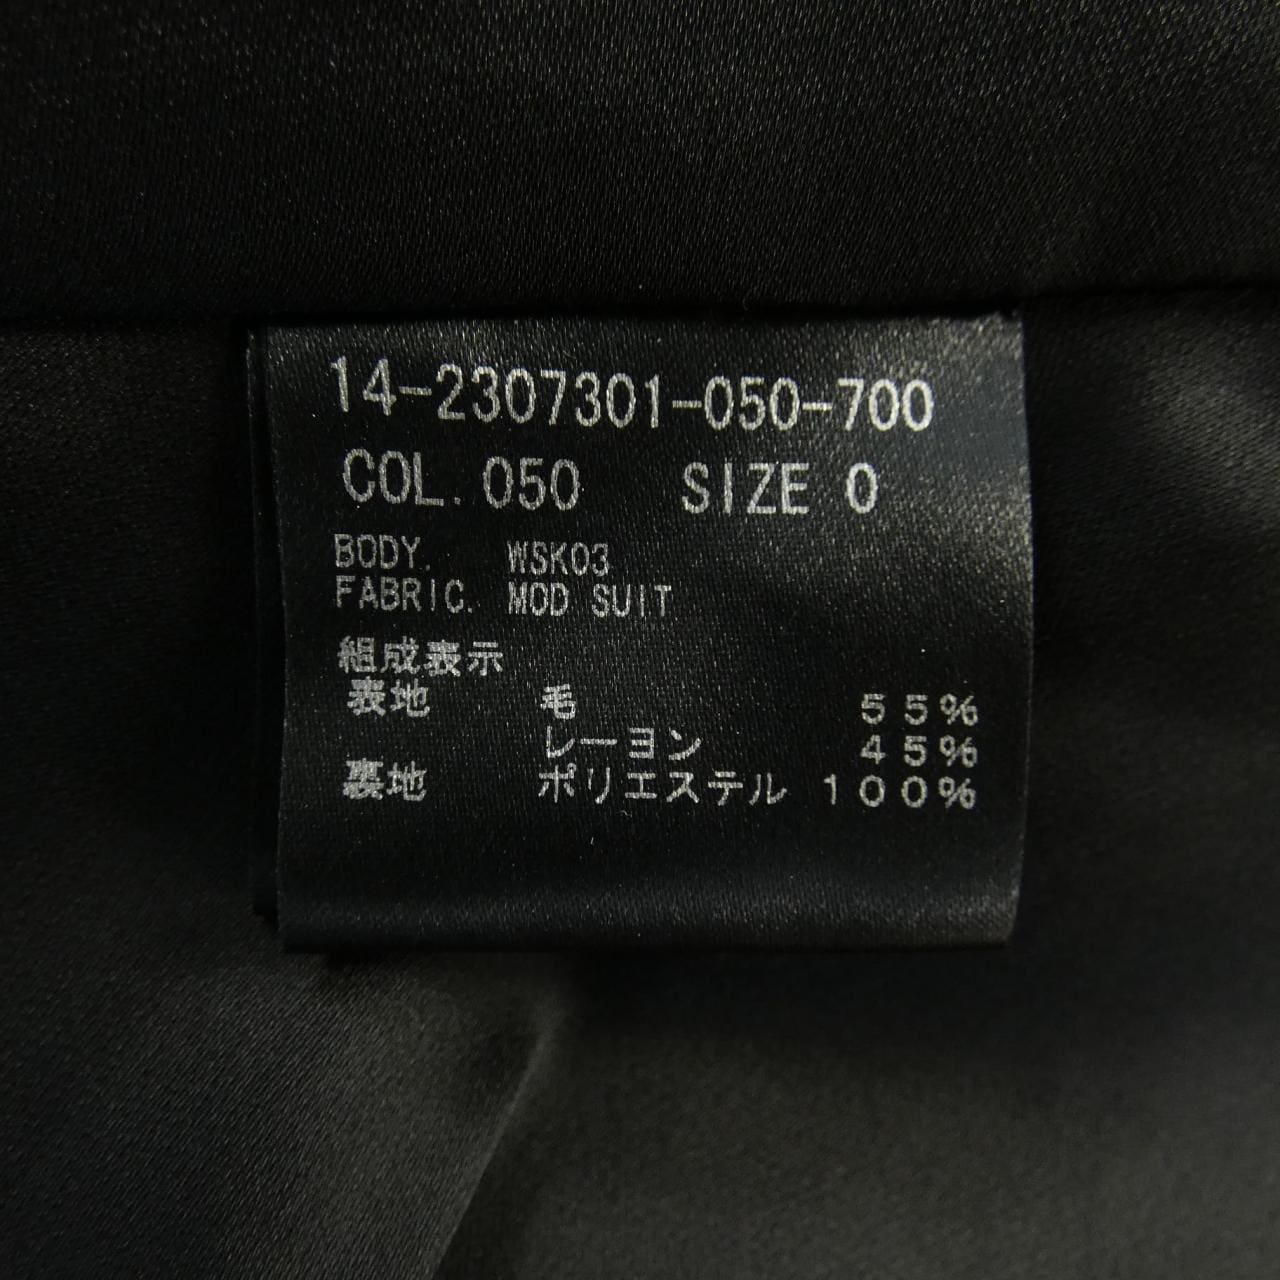 14-2307301-050-700
COL. 050 SIZE 0
BODY. WSK03
FABRIC. MOD SUIT
組成表示
表地 毛 55%
レーヨン 45%
裏地 ポリエステル 100%